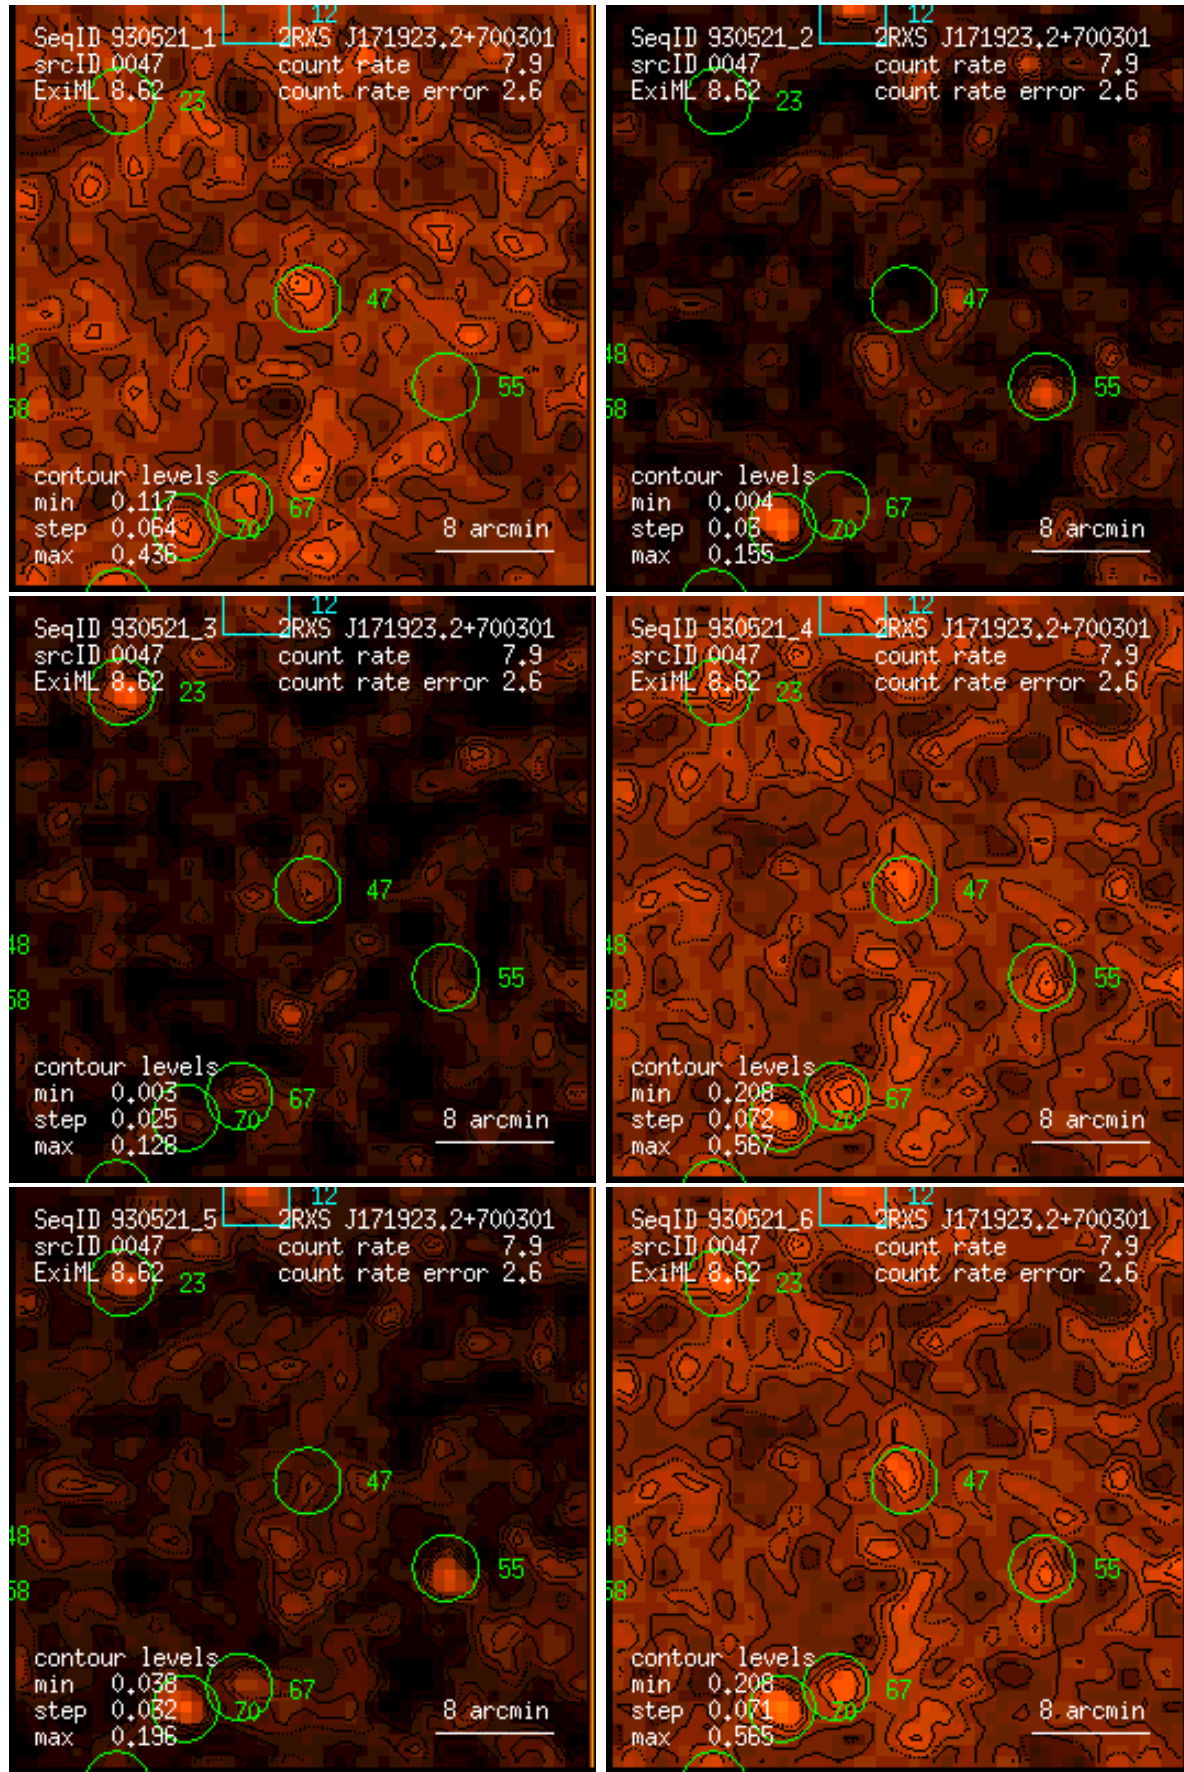 12
SeqID 930521_1 2RXS J171923.2+700301
srcID 0047 count rate 7.9
ExiML 8.62 23 count rate error 2.6
47
48
55
58
contour levels
min 0.117
67
step 0.064 70 8 arcmin
max 0.436
12
SeqID 930521_2 2RXS J171923.2+700301
srcID 0047 count rate 7.9
ExiML 8.62 23 count rate error 2.6
47
48
55
58
contour levels
min 0.004
67
step 0.03 70 8 arcmin
max 0.155
12
SeqID 930521_3 2RXS J171923.2+700301
srcID 0047 count rate 7.9
ExiML 8.62 23 count rate error 2.6
47
48
55
58
contour levels
min 0.003
67
step 0.025 70 8 arcmin
max 0.128
12
SeqID 930521_4 2RXS J171923.2+700301
srcID 0047 count rate 7.9
ExiML 8.62 23 count rate error 2.6
47
48
55
58
contour levels
min 0.208
67
step 0.072 70 8 arcmin
max 0.567
12
SeqID 930521_5 2RXS J171923.2+700301
srcID 0047 count rate 7.9
ExiML 8.62 23 count rate error 2.6
47
48
55
58
contour levels
min 0.038
67
step 0.032 70 8 arcmin
max 0.196
12
SeqID 930521_6 2RXS J171923.2+700301
srcID 0047 count rate 7.9
ExiML 8.62 23 count rate error 2.6
47
48
55
58
contour levels
min 0.208
67
step 0.071 70 8 arcmin
max 0.565